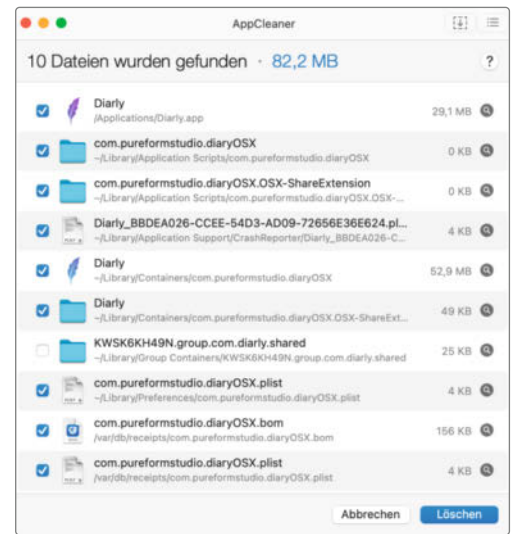 AppCleaner
10 Dateien wurden gefunden · 82,2 MB
?
Diarly
/Applications/Diarly.app
29,1 MB
com.pureformstudio.diaryOSX
~/Library/Application Scripts/com.pureformstudio.diaryOSX
0 KB
com.pureformstudio.diaryOSX.OSX-ShareExtension
~/Library/Application Scripts/com.pureformstudio.diaryOSX.OSX-...
0 KB
Diarly_BBDEA026-CCEE-54D3-AD09-72656E36E624.pl...
~/Library/Application Support/CrashReporter/Diarly_BBDEA026-C...
4 KB
Diarly
~/Library/Containers/com.pureformstudio.diaryOSX
52,9 MB
Diarly
~/Library/Containers/com.pureformstudio.diaryOSX.OSX-ShareExt...
49 KB
KWSK6KH49N.group.com.diarly.shared
~/Library/Group Containers/KWSK6KH49N.group.com.diarly.shared
25 KB
com.pureformstudio.diaryOSX.plist
~/Library/Preferences/com.pureformstudio.diaryOSX.plist
4 KB
com.pureformstudio.diaryOSX.bom
/var/db/receipts/com.pureformstudio.diaryOSX.bom
156 KB
com.pureformstudio.diaryOSX.plist
/var/db/receipts/com.pureformstudio.diaryOSX.plist
4 KB
Abbrechen
Löschen